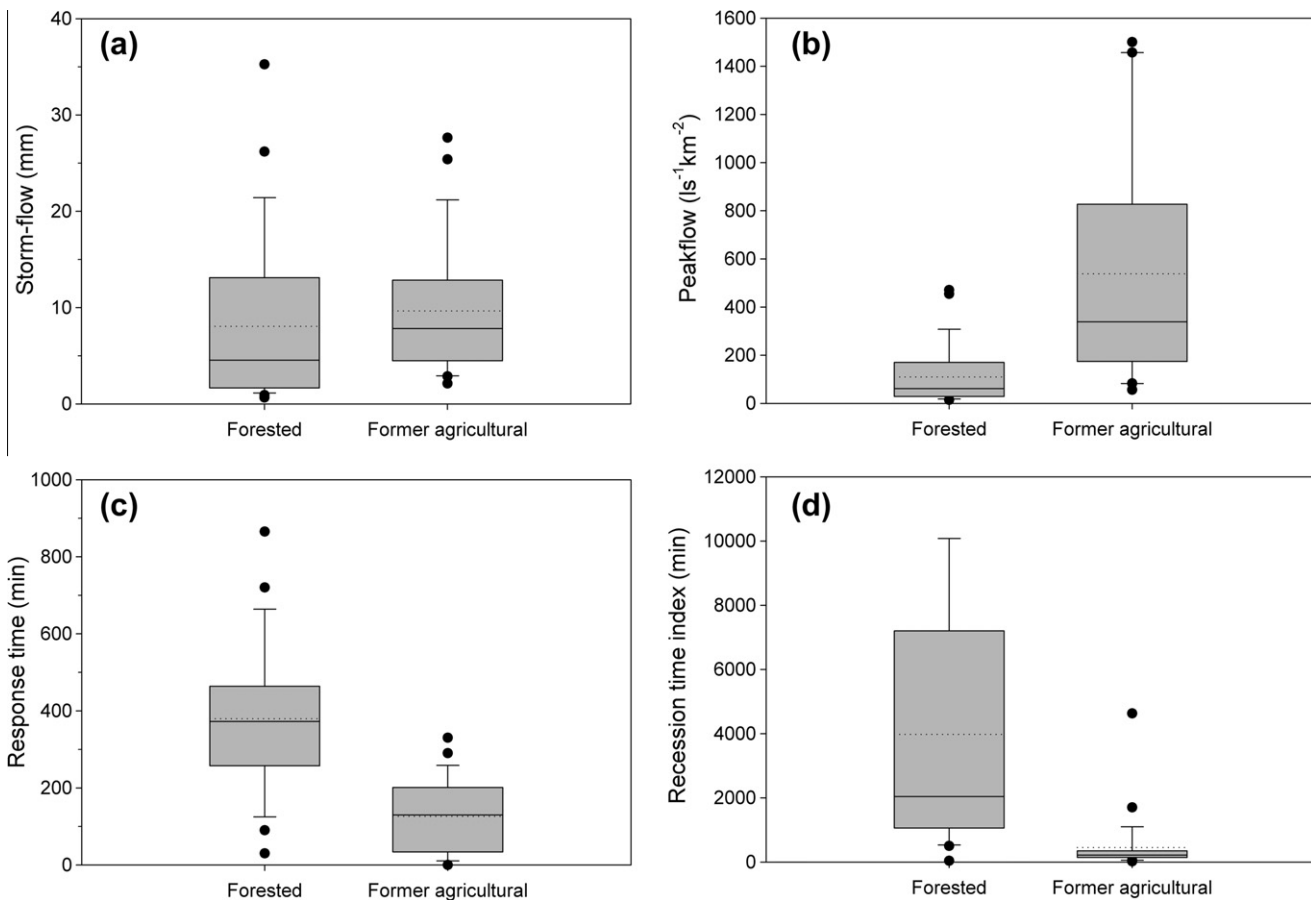 (a)
Storm-flow (mm)
40
30
20
10
0
Forested Former agricultural
(b)
Peakflow (ls⁻¹km⁻²)
1600
1400
1200
1000
800
600
400
200
0
Forested Former agricultural
(c)
Response time (min)
1000
800
600
400
200
0
Forested Former agricultural
(d)
Recession time index (min)
12000
10000
8000
6000
4000
2000
0
Forested Former agricultural